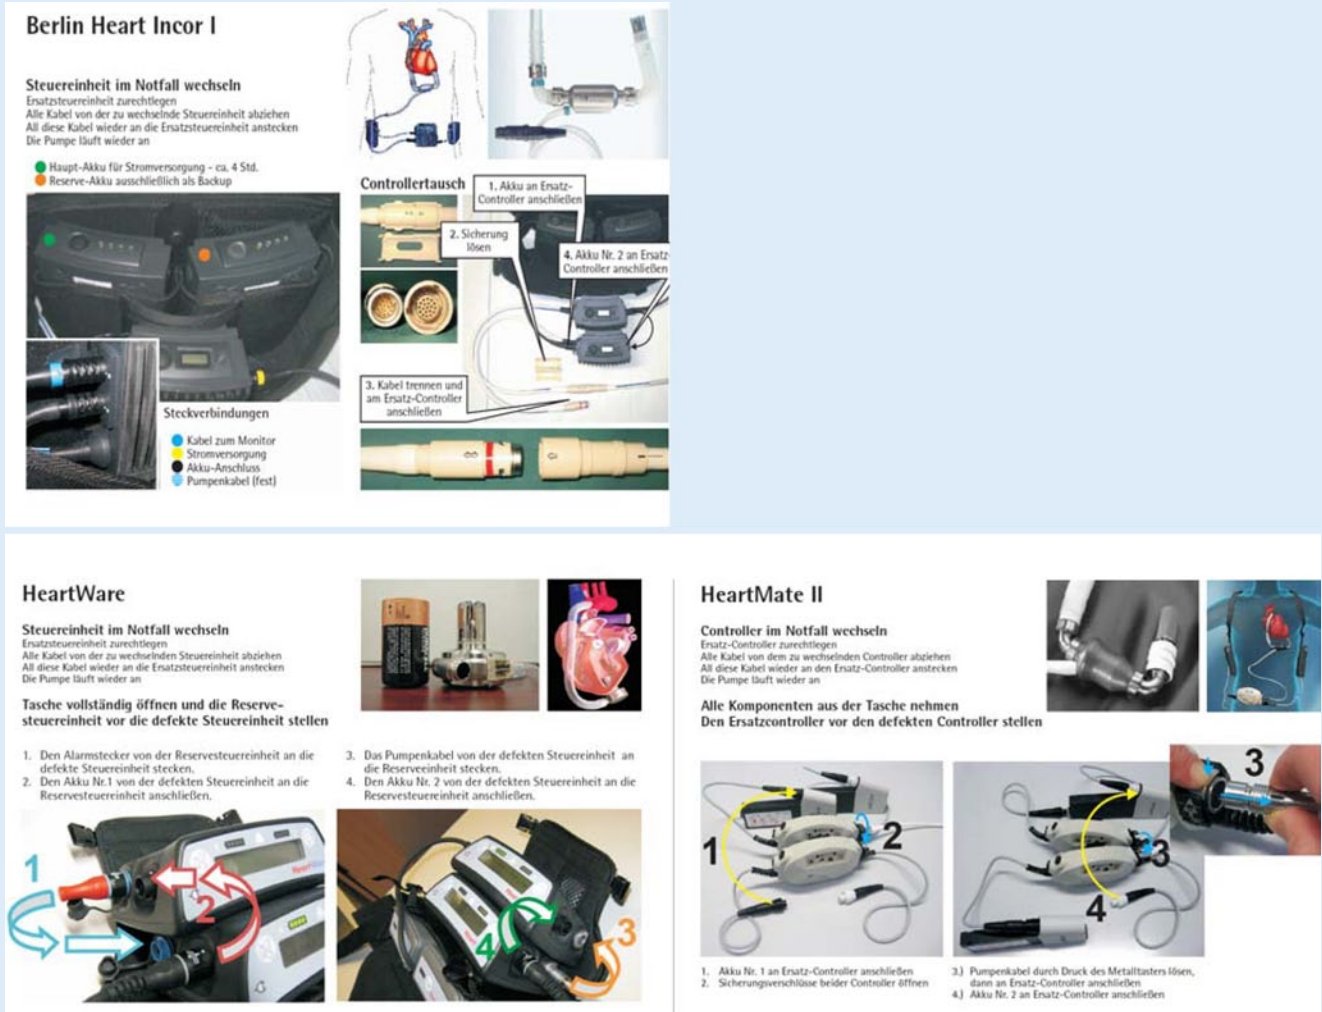 Berlin Heart Incor I
Steuereinheit im Notfall wechseln
Ersatzsteuereinheit zurechtlegen
Alle Kabel von der zu wechselnde Steuereinheit abziehen
All diese Kabel wieder an die Ersatzsteuereinheit anstecken
Die Pumpe läuft wieder an
Haupt-Akku für Stromversorgung - ca. 4 Std.
Reserve-Akku ausschließlich als Backup
Steckverbindungen
Kabel zum Monitor
Stromversorgung
Akku-Anschluss
Pumpenkabel (fest)
Controllertausch
1. Akku an Ersatz-
Controller anschließen
2. Sicherung
lösen
4. Akku Nr. 2 an Ersatz
Controller anschließen
3. Kabel trennen und
am Ersatz-Controller
anschließen
HeartWare
Steuereinheit im Notfall wechseln
Ersatzsteuereinheit zurechtlegen
Alle Kabel von der zu wechselnden Steuereinheit abziehen
All diese Kabel wieder an die Ersatzsteuereinheit anstecken
Die Pumpe läuft wieder an
Tasche vollständig öffnen und die Reserve-
steuereinheit vor die defekte Steuereinheit stellen
1. Den Alarmstecker von der Reservesteuereinheit an die
defekte Steuereinheit stecken.
2. Den Akku Nr.1 von der defekten Steuereinheit an die
Reservesteuereinheit anschließen.
3. Das Pumpenkabel von der defekten Steuereinheit an
die Reserveeinheit stecken.
4. Den Akku Nr. 2 von der defekten Steuereinheit an die
Reservesteuereinheit anschließen.
1
2
4
3
HeartMate II
Controller im Notfall wechseln
Ersatz-Controller zurechtlegen
Alle Kabel von dem zu wechselnden Controller abziehen
All diese Kabel wieder an den Ersatz-Controller anstecken
Die Pumpe läuft wieder an
Alle Komponenten aus der Tasche nehmen
Den Ersatzcontroller vor den defekten Controller stellen
1
2
3
3
4
1. Akku Nr. 1 an Ersatz-Controller anschließen
2. Sicherungsverschlüsse beider Controller öffnen
3.) Pumpenkabel durch Druck des Metalltasters lösen,
dann an Ersatz-Controller anschließen
4.) Akku Nr. 2 an Ersatz-Controller anschließen